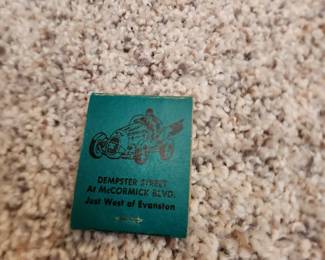 DEMPSTER STREET
At McCORMICK BLVD.
Just West of Evanston